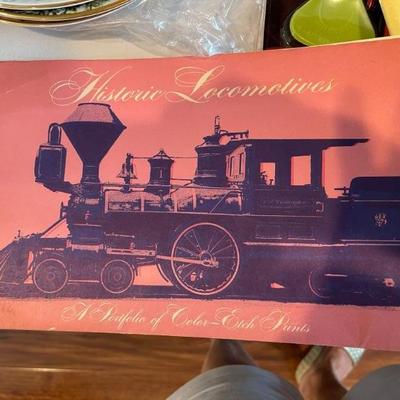 Historic Locomotives
A Portfolio of Color-Etch Prints